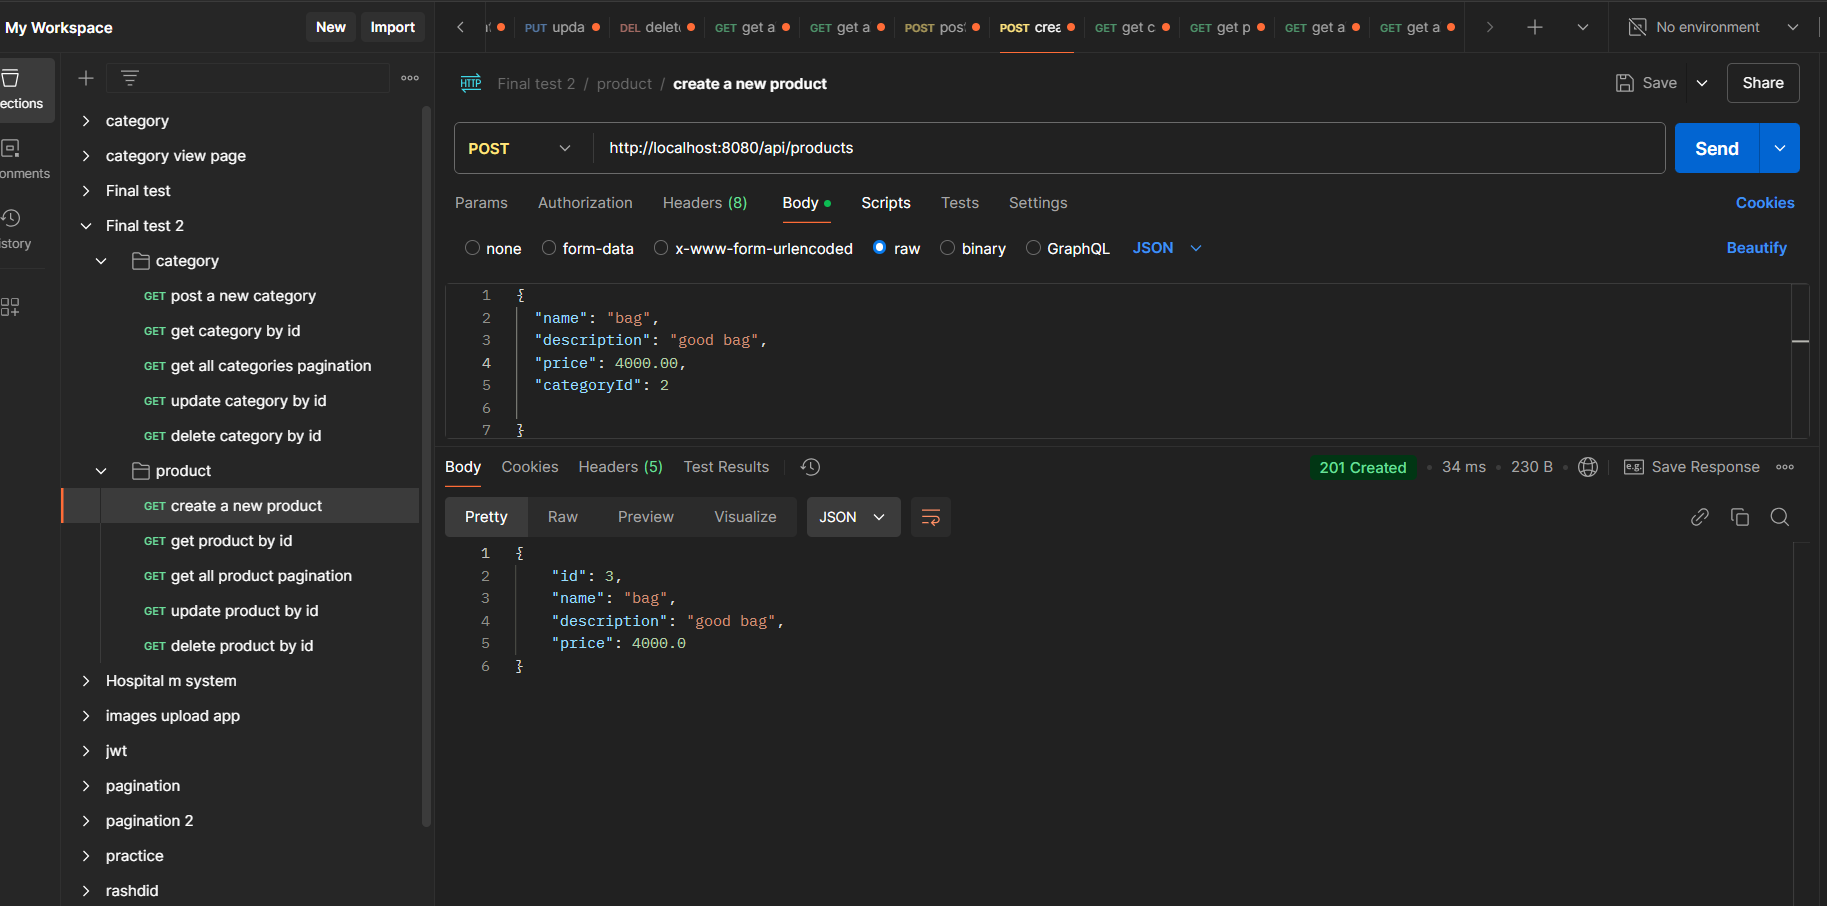 My Workspace
New
Import
PUT upda
DEL delet
GET get a
GET get a
POST pos
POST crea
GET get c
GET get p
GET get a
GET get a
No environment
ections
onments
istory
category
category view page
Final test
Final test 2
category
GET post a new category
GET get category by id
GET get all categories pagination
GET update category by id
GET delete category by id
product
GET create a new product
GET get product by id
GET get all product pagination
GET update product by id
GET delete product by id
Hospital m system
images upload app
jwt
pagination
pagination 2
practice
rashdid
HTTP Final test 2 / product / create a new product
Save
Share
POST
http://localhost:8080/api/products
Send
Params Authorization Headers (8) Body Scripts Tests Settings
Cookies
none form-data x-www-form-urlencoded raw binary GraphQL JSON
Beautify
1 {
2 "name": "bag",
3 "description": "good bag",
4 "price": 4000.00,
5 "categoryId": 2
6
7 }
Body Cookies Headers (5) Test Results
201 Created 34 ms 230 B e.g. Save Response
Pretty Raw Preview Visualize JSON
1 {
2 "id": 3,
3 "name": "bag",
4 "description": "good bag",
5 "price": 4000.0
6 }